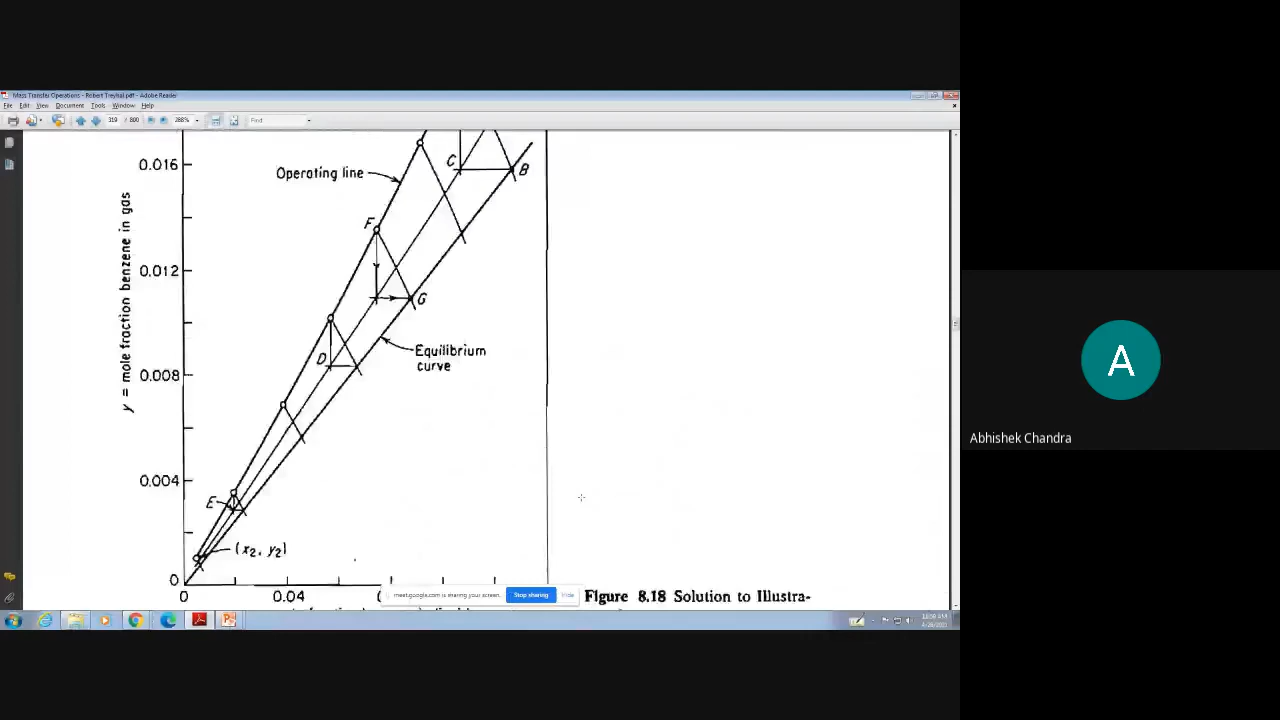 Mass Transfer Operations - Robert Treybal.pdf - Adobe Reader
File Edit View Document Tools Window Help
319 / 800 288% Find
0.016
0.012
0.008
0.004
0
y = mole fraction benzene in gas
Operating line
C
B
F
G
D
Equilibrium
curve
E
(x2, y2)
0 0.04
meet.google.com is sharing your screen. Stop sharing Hide
Figure 8.18 Solution to Illustra-
A
Abhishek Chandra